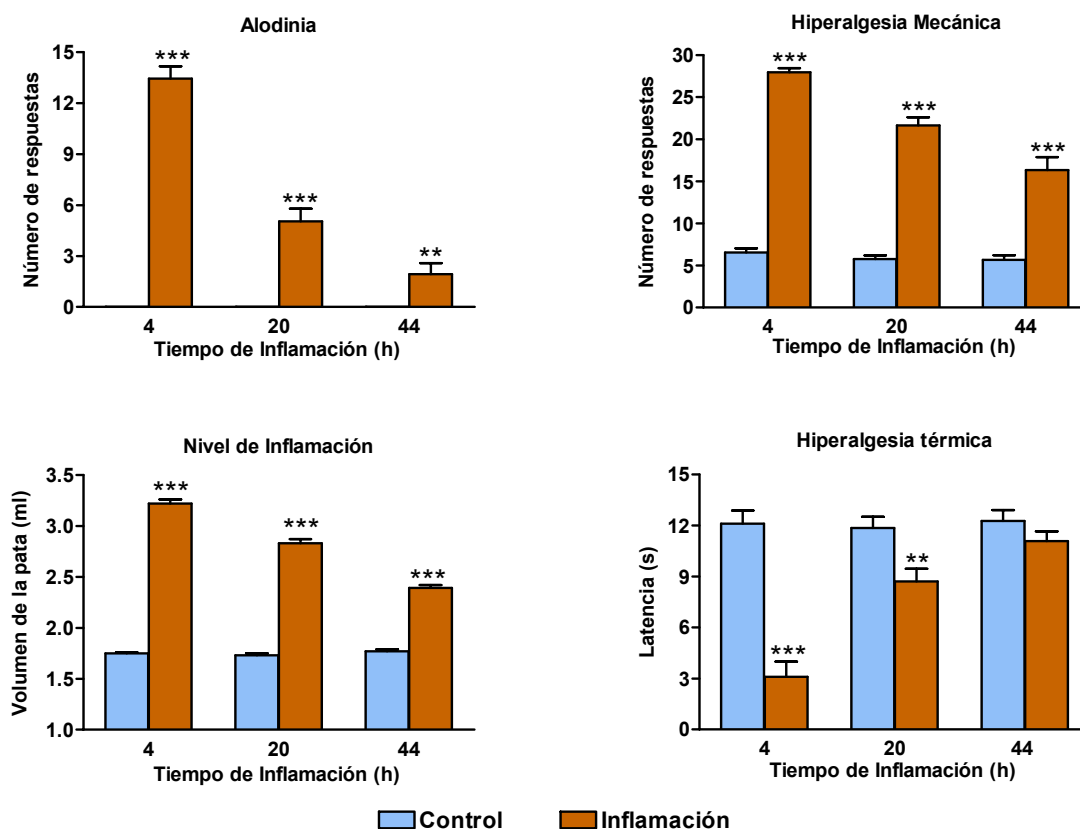 Alodinia
Número de respuestas
15
12
9
6
3
0
***
***
**
4 20 44
Tiempo de Inflamación (h)
Hiperalgesia Mecánica
Número de respuestas
30
25
20
15
10
5
0
***
***
***
4 20 44
Tiempo de Inflamación (h)
Nivel de Inflamación
Volumen de la pata (ml)
3.5
3.0
2.5
2.0
1.5
1.0
***
***
***
4 20 44
Tiempo de Inflamación (h)
Hiperalgesia térmica
Latencia (s)
15
12
9
6
3
0
***
**
4 20 44
Tiempo de Inflamación (h)
Control Inflamación